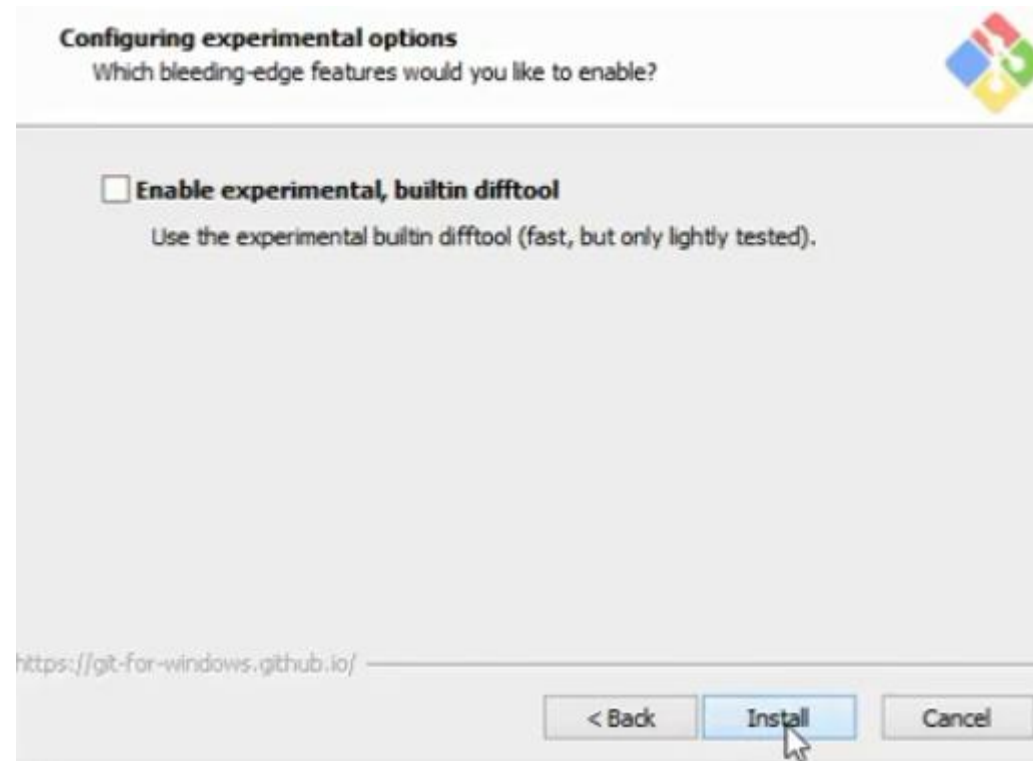 Configuring experimental options
Which bleeding-edge features would you like to enable?
Enable experimental, builtin difftool
Use the experimental builtin difftool (fast, but only lightly tested).
https://git-for-windows.github.io/
< Back
Install
Cancel